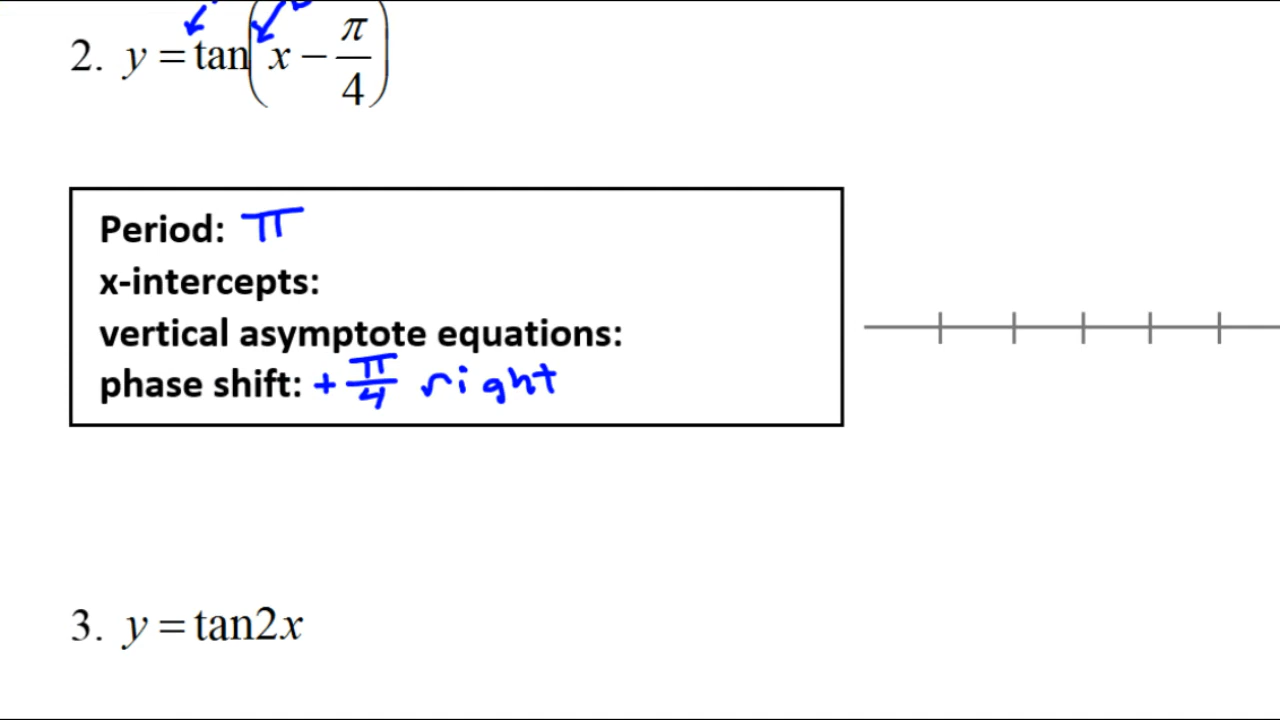 2. y = tan(x − π/4)
Period: π
x-intercepts:
vertical asymptote equations:
phase shift: + π/4 right
3. y = tan2x